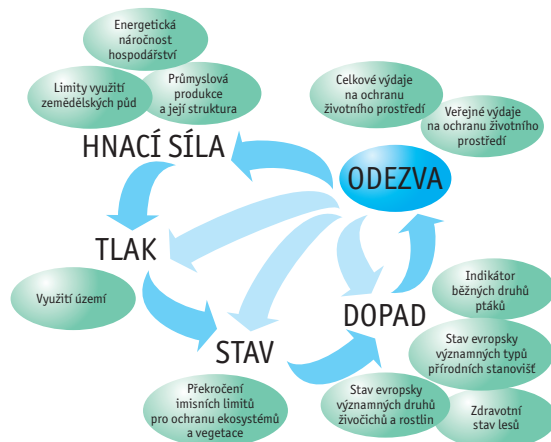 Energetická
náročnost
hospodářství
Limity využití
zemědělských půd
Průmyslová
produkce
a její struktura
Celkové výdaje
na ochranu
životního prostředí
Veřejné výdaje
na ochranu životního
prostředí
HNACÍ SÍLA
ODEZVA
TLAK
Využití území
Indikátor
běžných druhů
ptáků
DOPAD
STAV
Stav evropsky
významných typů
přírodních stanovišť
Překročení
imisních limitů
pro ochranu ekosystémů
a vegetace
Stav evropsky
významných druhů
živočichů a rostlin
Zdravotní
stav lesů